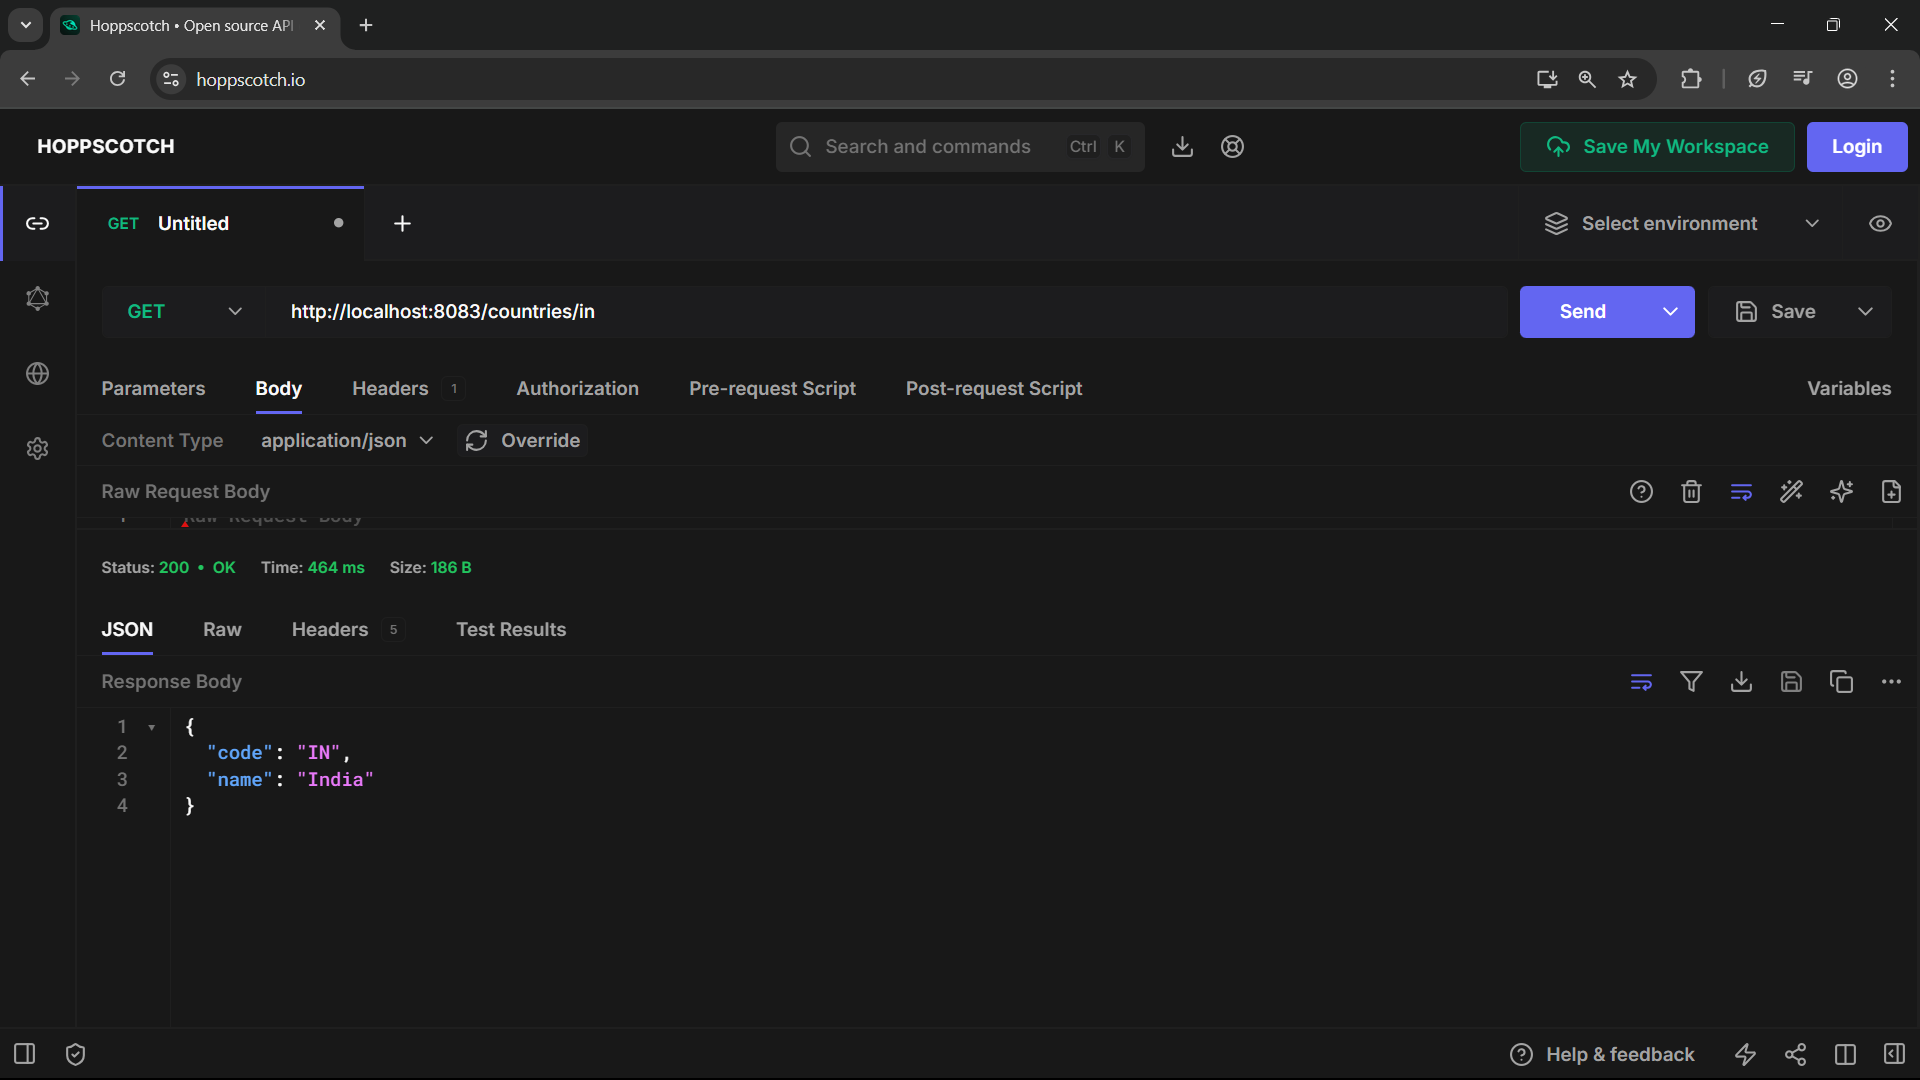 Hoppscotch • Open source API
hoppscotch.io
HOPPSCOTCH
Search and commands Ctrl K
Save My Workspace
Login
GET Untitled
Select environment
GET http://localhost:8083/countries/in
Send
Save
Parameters Body Headers 1 Authorization Pre-request Script Post-request Script Variables
Content Type application/json Override
Raw Request Body
Raw Request Body
Status: 200 • OK Time: 464 ms Size: 186 B
JSON Raw Headers 5 Test Results
Response Body
1 {
2 "code": "IN",
3 "name": "India"
4 }
Help & feedback